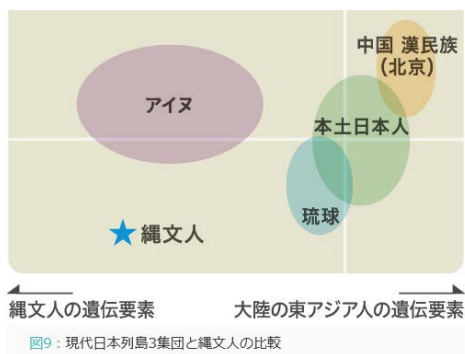 中国 漢民族
(北京)
アイヌ
本土日本人
琉球
縄文人
縄文人の遺伝要素
大陸の東アジア人の遺伝要素
図9：現代日本列島3集団と縄文人の比較